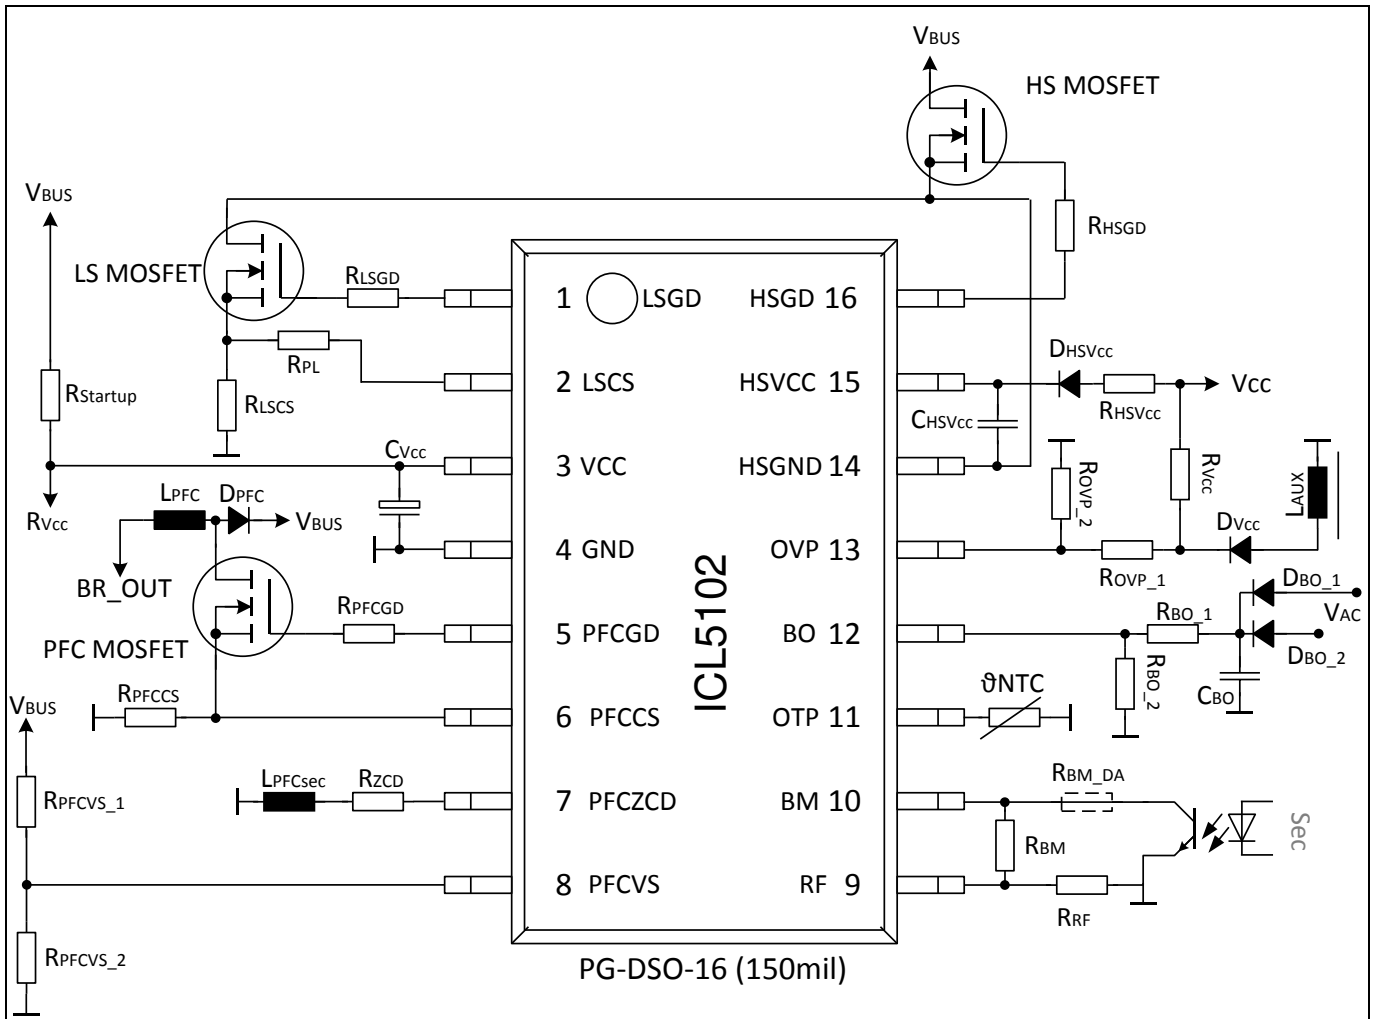 VBUS
HS MOSFET
VBUS
RHSGD
LS MOSFET
RLSGD
1 LSGD
HSGD 16
RPL
DHSVcc
RStartup
RLSCS
2 LSCS
HSVCC 15
VCC
RHSVcc
CHSVcc
CVcc
3 VCC
HSGND 14
ROVP_2
RVcc
LAUX
RVcc
LPFC
DPFC
VBUS
DVcc
4 GND
OVP 13
ROVP_1
BR_OUT
DBO_1
RPFCGD
RBO_1
VAC
5 PFCGD
BO 12
PFC MOSFET
DBO_2
RBO_2
CBO
ICL5102
VBUS
RPFCCS
ϑNTC
6 PFCCS
OTP 11
LPFCsec
RZCD
RBM_DA
RPFCVS_1
7 PFCZCD
BM 10
Sec
RBM
8 PFCVS
RF 9
RRF
RPFCVS_2
PG-DSO-16 (150mil)